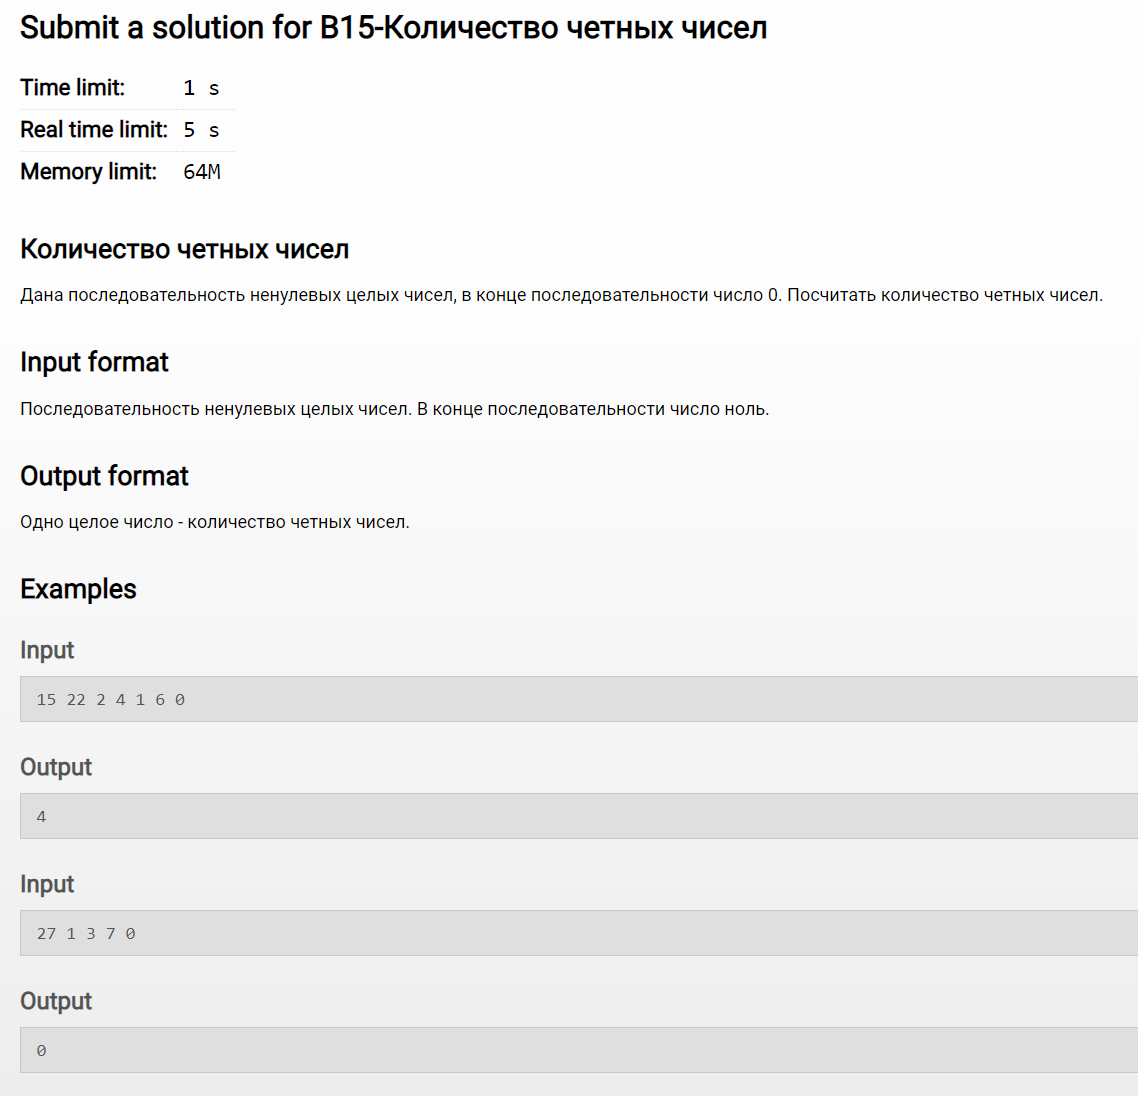 Submit a solution for B15-Количество четных чисел
Time limit: 1 s
Real time limit: 5 s
Memory limit: 64M
Количество четных чисел
Дана последовательность ненулевых целых чисел, в конце последовательности число 0. Посчитать количество четных чисел.
Input format
Последовательность ненулевых целых чисел. В конце последовательности число ноль.
Output format
Одно целое число - количество четных чисел.
Examples
Input
15 22 2 4 1 6 0
Output
4
Input
27 1 3 7 0
Output
0